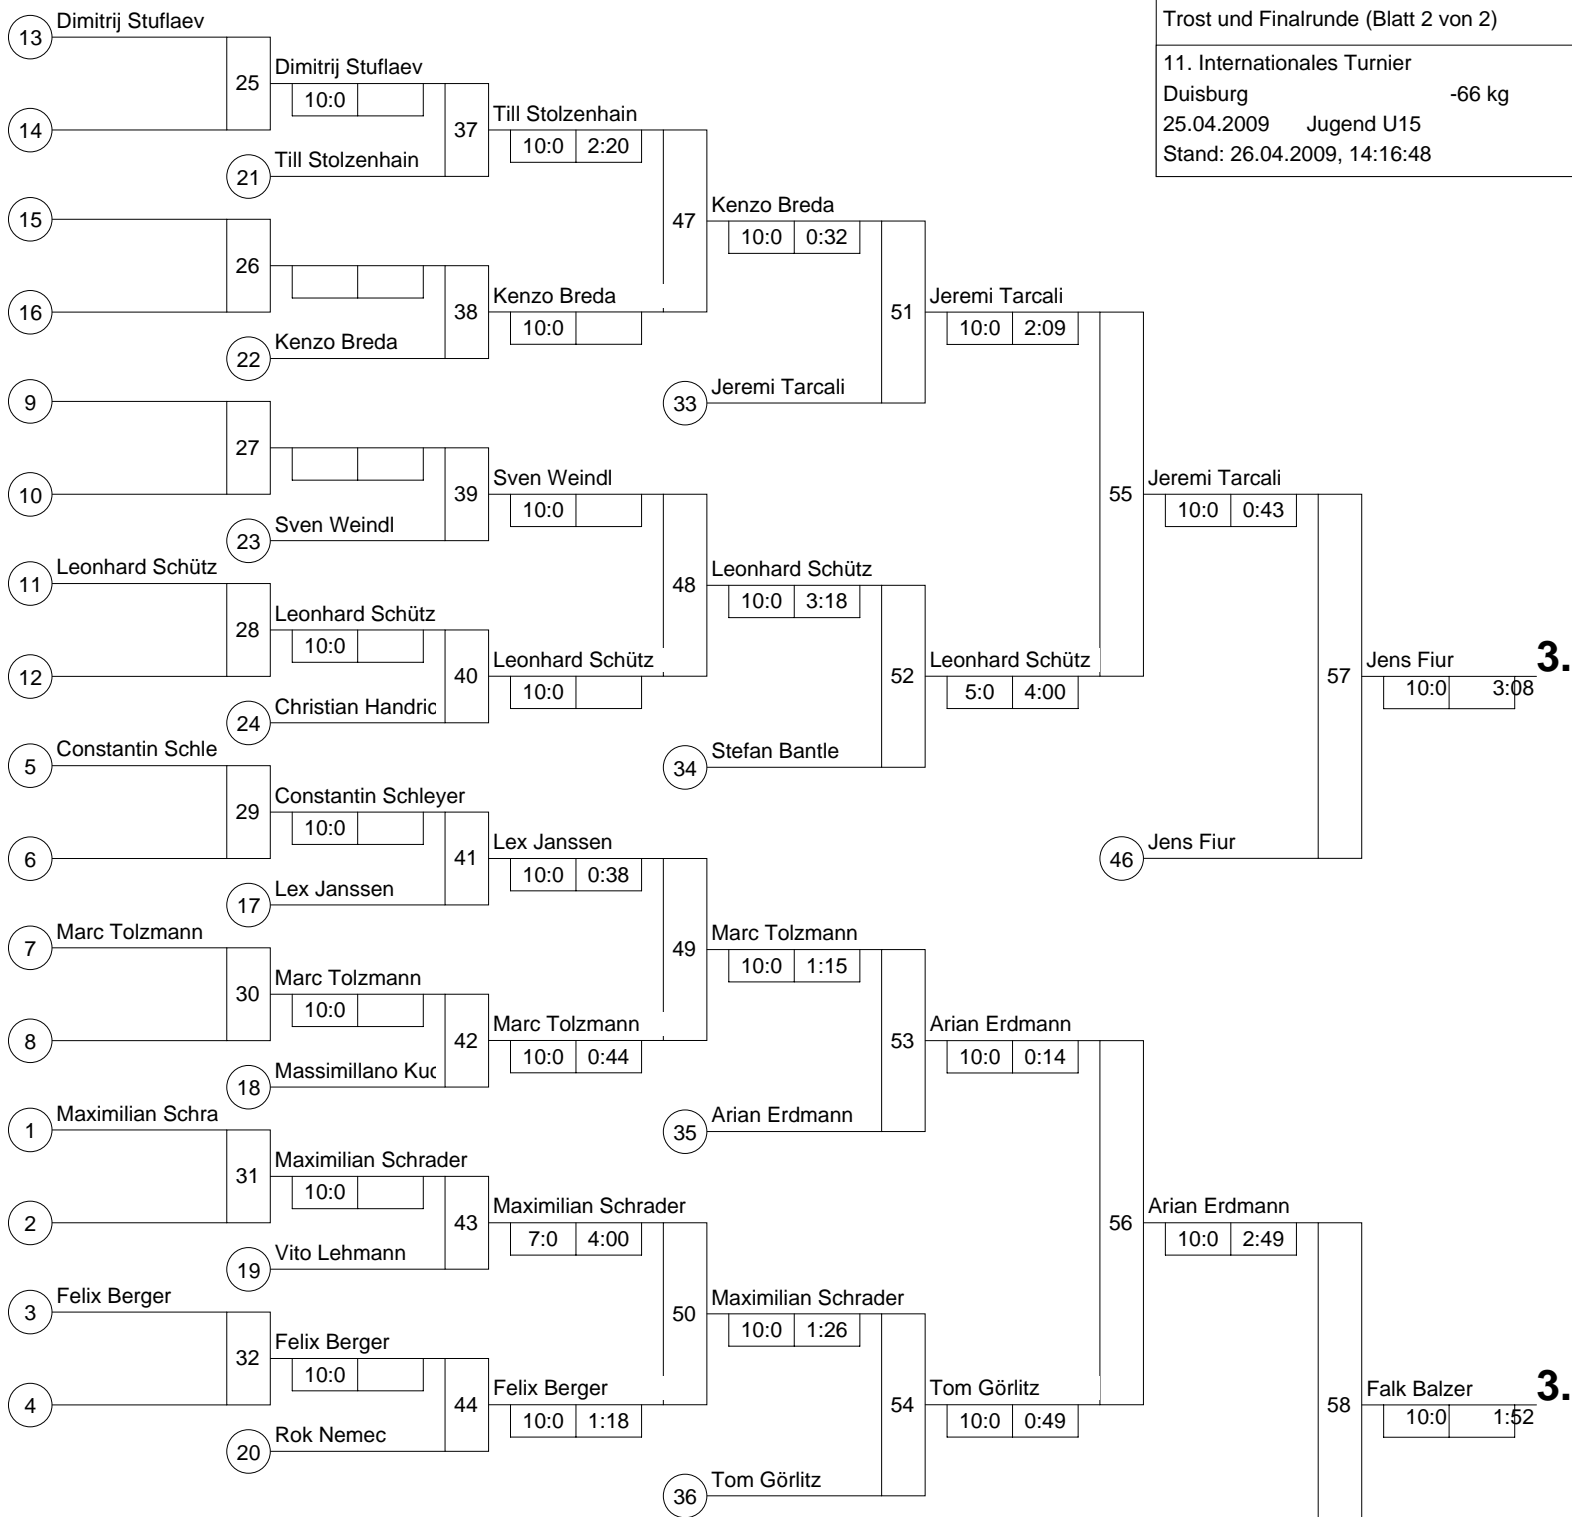 Trost und Finalrunde (Blatt 2 von 2)
11. Internationales Turnier
Duisburg -66 kg
25.04.2009 Jugend U15
Stand: 26.04.2009, 14:16:48
13 Dimitrij Stuflaev
14
25 Dimitrij Stuflaev
10:0
21 Till Stolzenhain
37 Till Stolzenhain
10:0 2:20
15
16
26
22 Kenzo Breda
38 Kenzo Breda
10:0
47 Kenzo Breda
10:0 0:32
33 Jeremi Tarcali
51 Jeremi Tarcali
10:0 2:09
9
10
27
23 Sven Weindl
39 Sven Weindl
10:0
11 Leonhard Schütz
12
28 Leonhard Schütz
10:0
24 Christian Handric
40 Leonhard Schütz
10:0
48 Leonhard Schütz
10:0 3:18
34 Stefan Bantle
52 Leonhard Schütz
5:0 4:00
55 Jeremi Tarcali
10:0 0:43
46 Jens Fiur
57 Jens Fiur 3.
10:0 3:08
5 Constantin Schle
6
29 Constantin Schleyer
10:0
17 Lex Janssen
41 Lex Janssen
10:0 0:38
7 Marc Tolzmann
8
30 Marc Tolzmann
10:0
18 Massimillano Kuc
42 Marc Tolzmann
10:0 0:44
49 Marc Tolzmann
10:0 1:15
35 Arian Erdmann
53 Arian Erdmann
10:0 0:14
1 Maximilian Schra
2
31 Maximilian Schrader
10:0
19 Vito Lehmann
43 Maximilian Schrader
7:0 4:00
3 Felix Berger
4
32 Felix Berger
10:0
20 Rok Nemec
44 Felix Berger
10:0 1:18
50 Maximilian Schrader
10:0 1:26
36 Tom Görlitz
54 Tom Görlitz
10:0 0:49
56 Arian Erdmann
10:0 2:49
58 Falk Balzer 3.
10:0 1:52